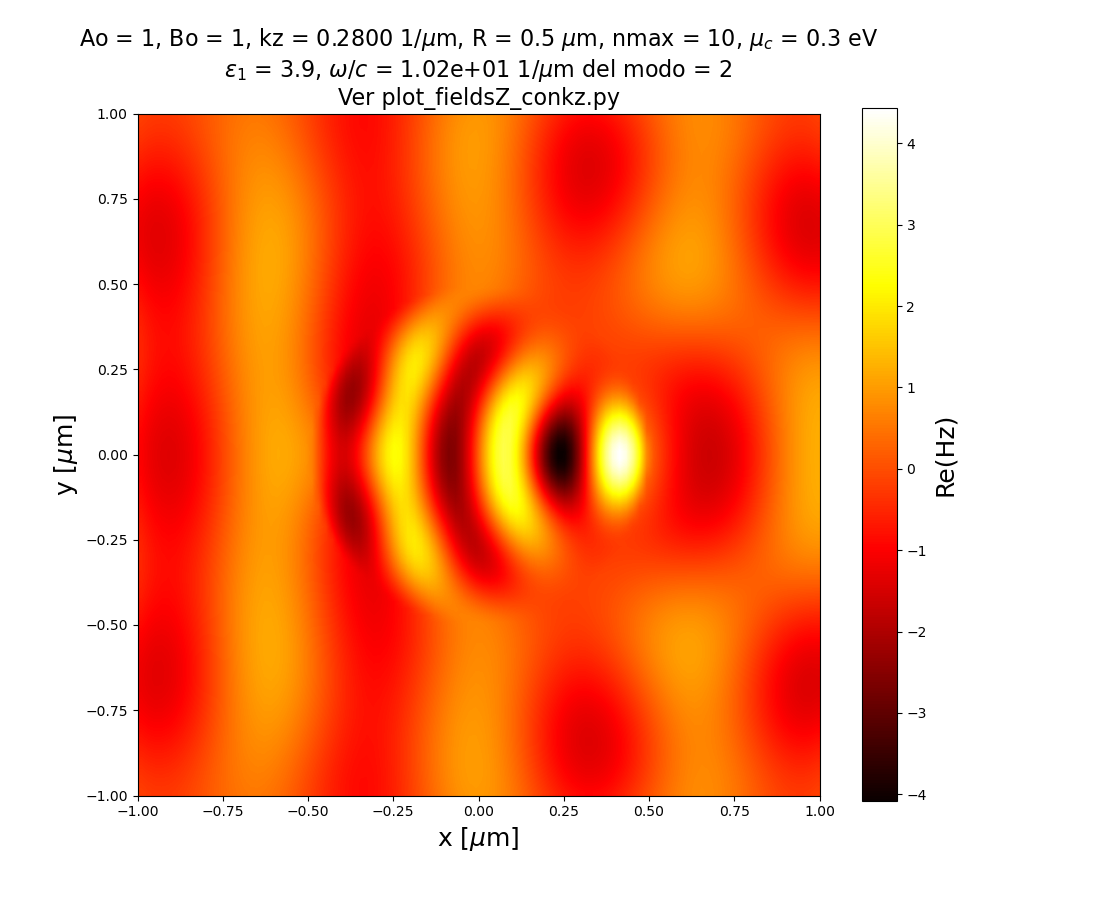 Ao = 1, Bo = 1, kz = 0.2800 1/μm, R = 0.5 μm, nmax = 10, μc = 0.3 eV
ε1 = 3.9, ω/c = 1.02e+01 1/μm del modo = 2
Ver plot_fieldsZ_conkz.py
1.00
0.75
0.50
0.25
0.00
−0.25
−0.50
−0.75
−1.00
y [μm]
−1.00 −0.75 −0.50 −0.25 0.00 0.25 0.50 0.75 1.00
x [μm]
4
3
2
1
0
−1
−2
−3
−4
Re(Hz)